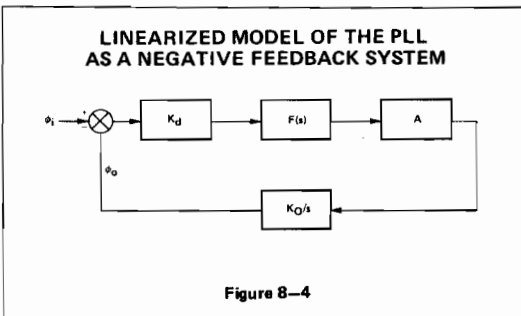 LINEARIZED MODEL OF THE PLL
AS A NEGATIVE FEEDBACK SYSTEM
ϕi
+
−
Kd
F(s)
A
ϕo
KO/s
Figure 8–4